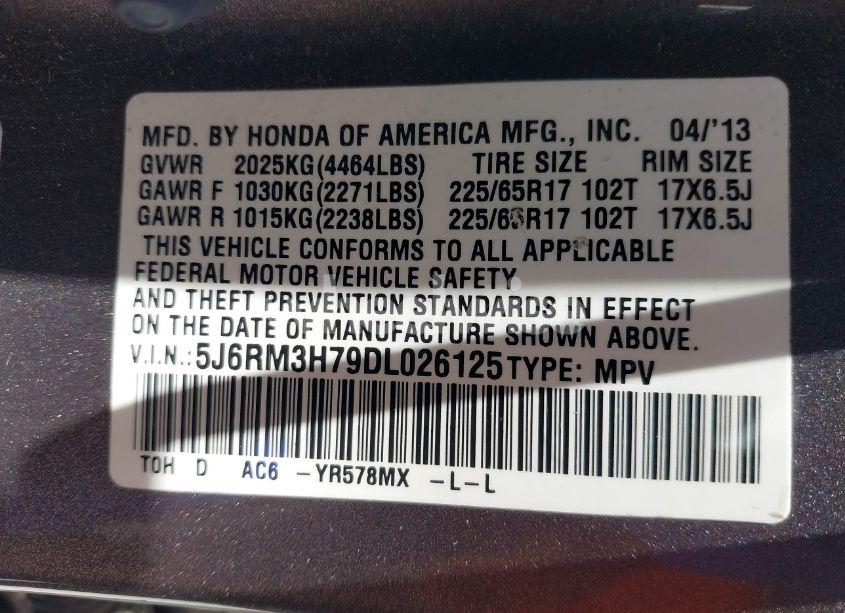 MFD. BY HONDA OF AMERICA MFG., INC. 04/'13
GVWR 2025KG(4464LBS) TIRE SIZE RIM SIZE
GAWR F 1030KG(2271LBS) 225/65R17 102T 17X6.5J
GAWR R 1015KG(2238LBS) 225/65R17 102T 17X6.5J
THIS VEHICLE CONFORMS TO ALL APPLICABLE
FEDERAL MOTOR VEHICLE SAFETY
AND THEFT PREVENTION STANDARDS IN EFFECT
ON THE DATE OF MANUFACTURE SHOWN ABOVE.
V.I.N.:5J6RM3H79DL026125 TYPE: MPV
TOH D AC6 -YR578MX -L-L